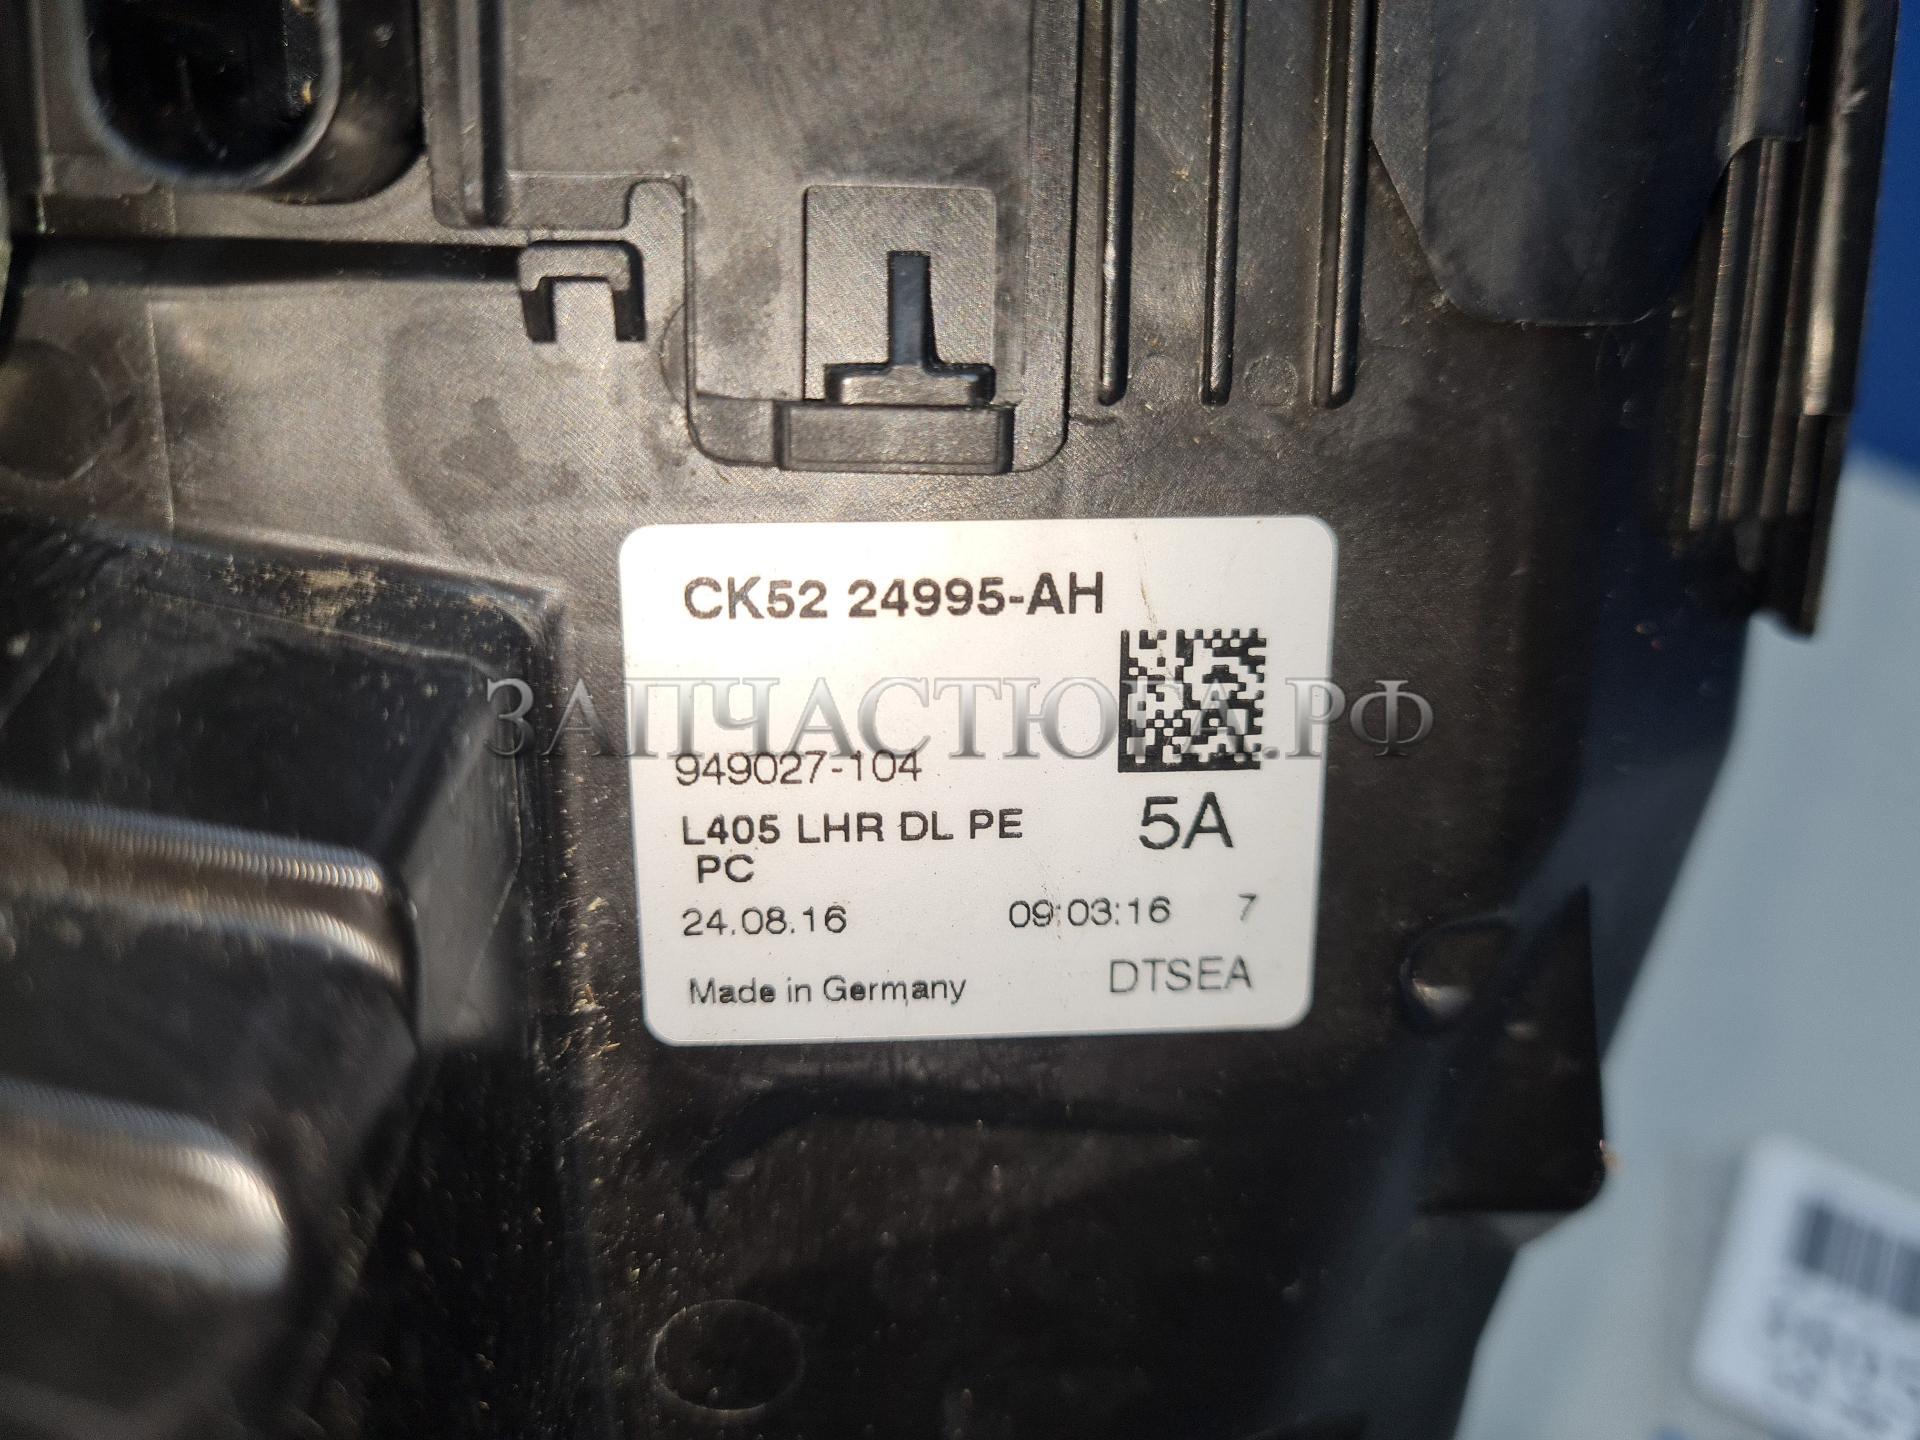 CK52 24995-AH
ЗАПЧАСТЮГА.РФ
949027-104
L405 LHR DL PE
5A
PC
24.08.16 09:03:16 7
Made in Germany DTSEA